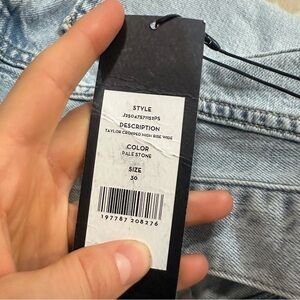 STYLE
DESCRIPTION
TAYLOR CROPPED HIGH RISE WIDE
COLOR
PALE STONE
SIZE
30
197787 208276